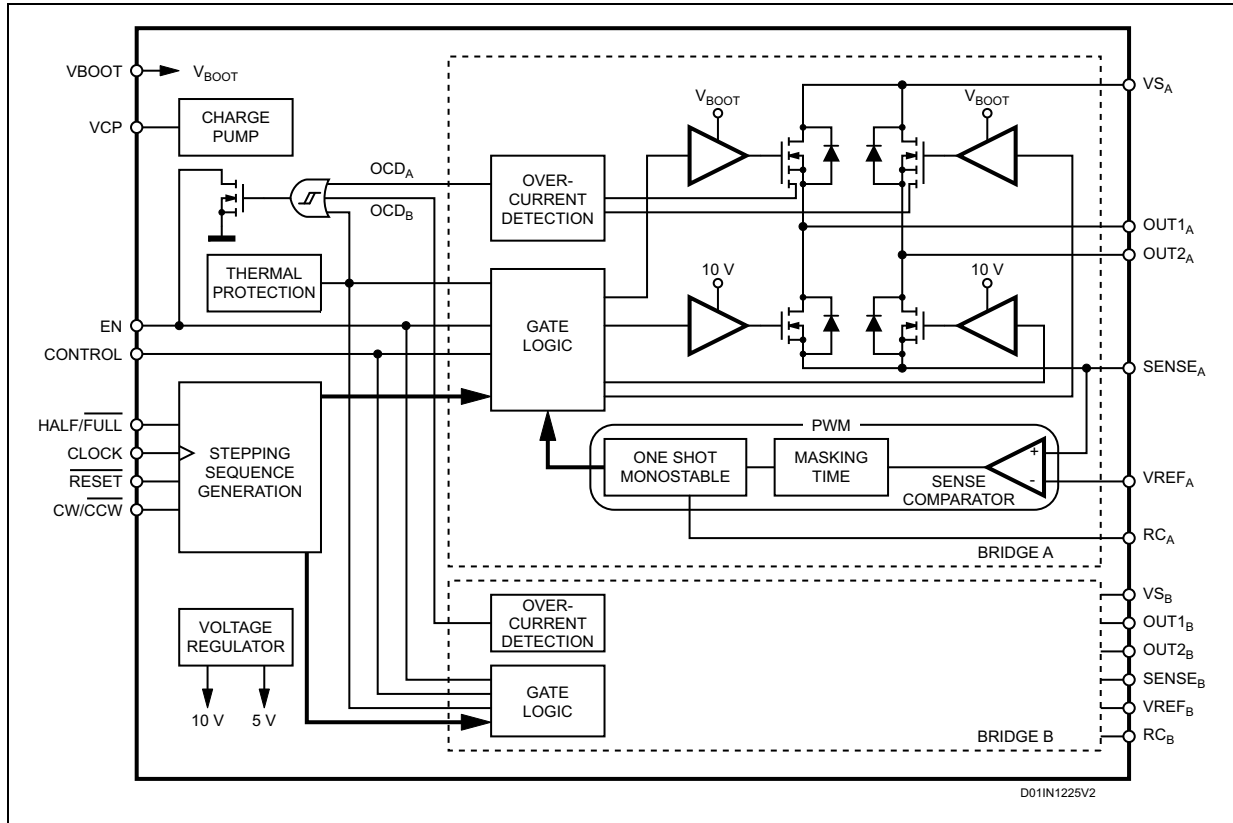 VBOOT
VBOOT
VCP
CHARGE
PUMP
OCDA
OCDB
THERMAL
PROTECTION
EN
CONTROL
HALF/FULL
CLOCK
RESET
CW/CCW
STEPPING
SEQUENCE
GENERATION
VOLTAGE
REGULATOR
10 V
5 V
OVER-
CURRENT
DETECTION
GATE
LOGIC
VBOOT
VBOOT
10 V
10 V
PWM
ONE SHOT
MONOSTABLE
MASKING
TIME
+
-
SENSE
COMPARATOR
BRIDGE A
OVER-
CURRENT
DETECTION
GATE
LOGIC
BRIDGE B
VSA
OUT1A
OUT2A
SENSEA
VREFA
RCA
VSB
OUT1B
OUT2B
SENSEB
VREFB
RCB
D01IN1225V2